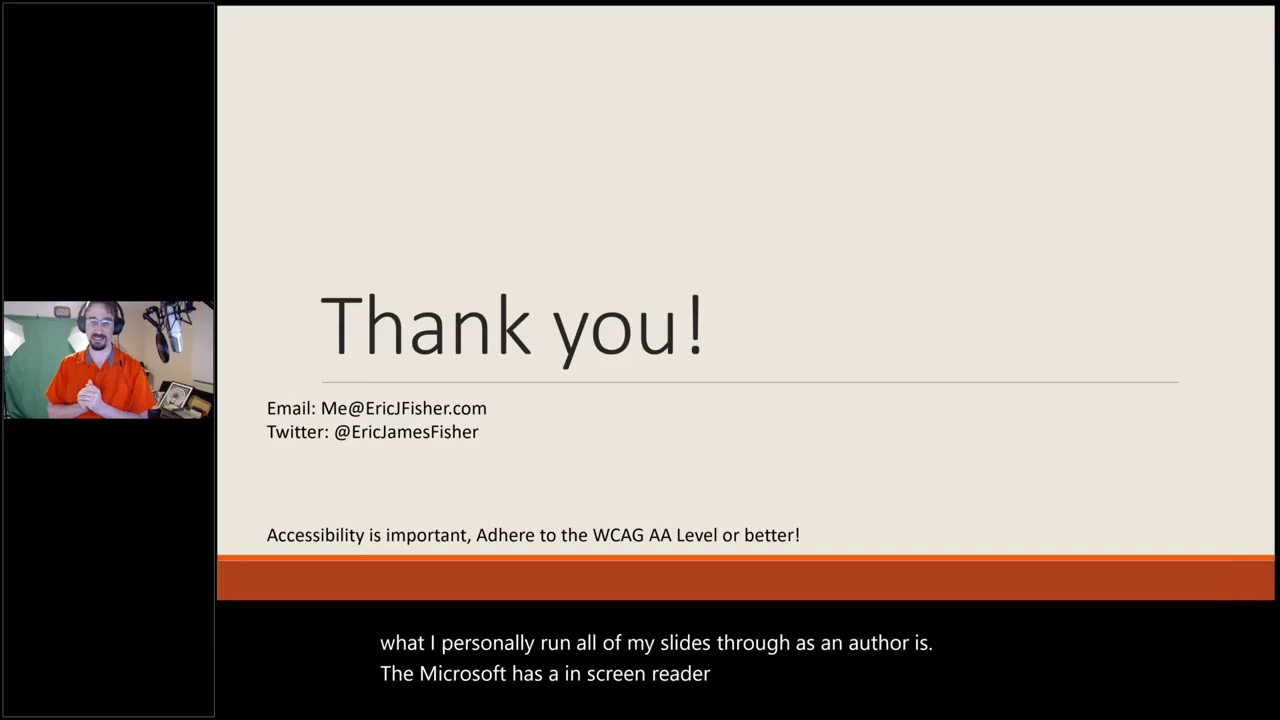 Thank you!
Email: Me@EricJFisher.com
Twitter: @EricJamesFisher
Accessibility is important, Adhere to the WCAG AA Level or better!
what I personally run all of my slides through as an author is.
The Microsoft has a in screen reader